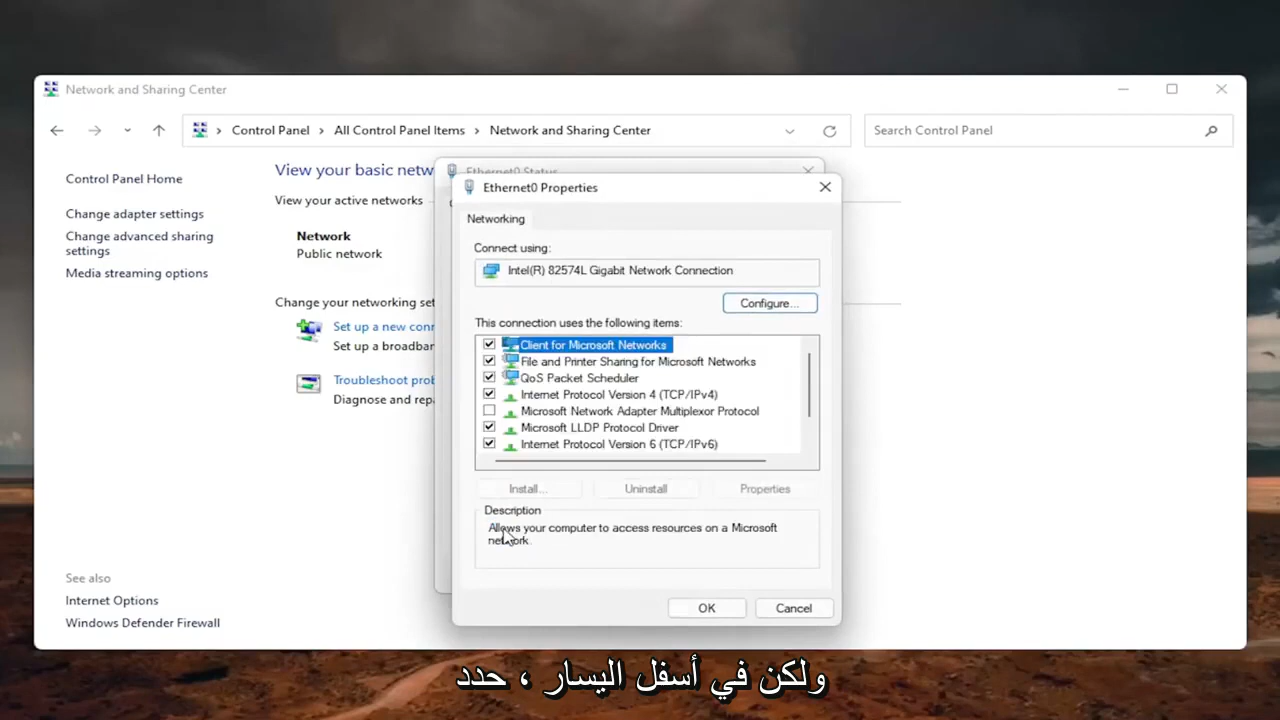 Network and Sharing Center
Control Panel
All Control Panel Items
Network and Sharing Center
Search Control Panel
Control Panel Home
Change adapter settings
Change advanced sharing
settings
Media streaming options
See also
Internet Options
Windows Defender Firewall
View your basic netw
View your active networks
Network
Public network
Change your networking set
Set up a new conr
Set up a broadbar
Troubleshoot prol
Diagnose and repa
Ethernet0 Status
Ethernet0 Properties
Networking
Connect using:
Intel(R) 82574L Gigabit Network Connection
Configure...
This connection uses the following items:
Client for Microsoft Networks
File and Printer Sharing for Microsoft Networks
QoS Packet Scheduler
Internet Protocol Version 4 (TCP/IPv4)
Microsoft Network Adapter Multiplexor Protocol
Microsoft LLDP Protocol Driver
Internet Protocol Version 6 (TCP/IPv6)
Install...
Uninstall
Properties
Description
Allows your computer to access resources on a Microsoft
network.
OK
Cancel
ولكن في أسفل اليسار ، حدد